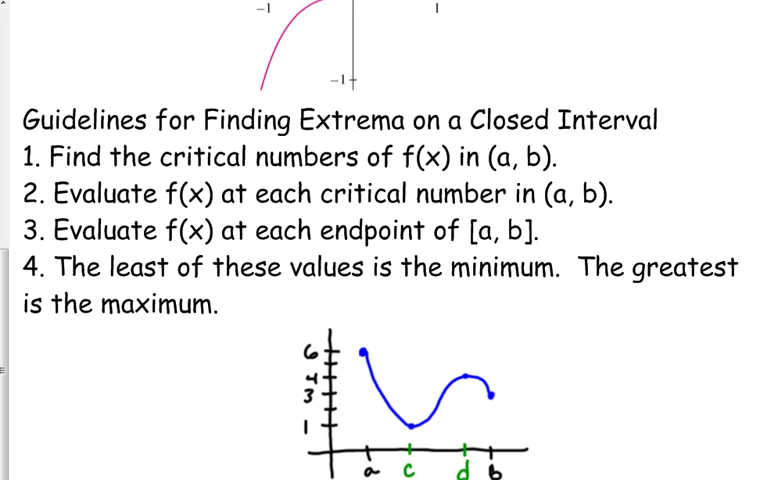 -1 1
-1
Guidelines for Finding Extrema on a Closed Interval
1. Find the critical numbers of f(x) in (a, b).
2. Evaluate f(x) at each critical number in (a, b).
3. Evaluate f(x) at each endpoint of [a, b].
4. The least of these values is the minimum.  The greatest
is the maximum.
6
4
3
1
a c d b